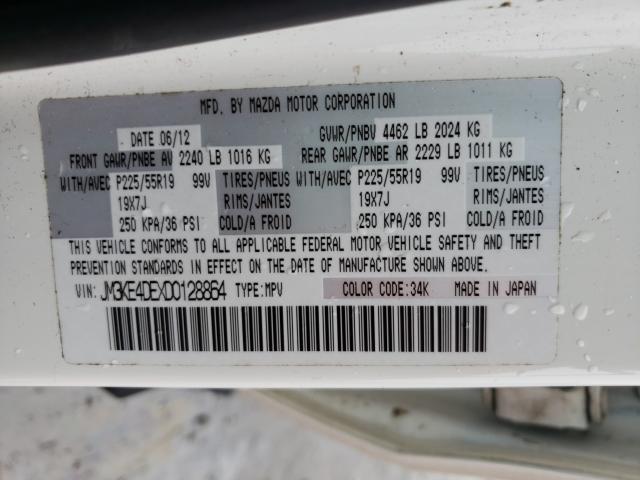 MFD. BY MAZDA MOTOR CORPORATION
DATE 06/12 GVWR/PNBV 4462 LB 2024 KG
FRONT GAWR/PNBE AV 2240 LB 1016 KG REAR GAWR/PNBE AR 2229 LB 1011 KG
WITH/AVEC P225/55R19 99V TIRES/PNEUS WITH/AVEC P225/55R19 99V TIRES/PNEUS
19X7J RIMS/JANTES 19X7J RIMS/JANTES
250 KPA/36 PSI COLD/A FROID 250 KPA/36 PSI COLD/A FROID
THIS VEHICLE CONFORMS TO ALL APPLICABLE FEDERAL MOTOR VEHICLE SAFETY AND THEFT
PREVENTION STANDARDS IN EFFECT ON THE DATE OF MANUFACTURE SHOWN ABOVE.
VIN: JM3KE4DEXD0128864 TYPE:MPV COLOR CODE:34K MADE IN JAPAN